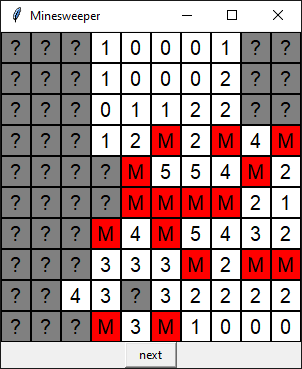 Minesweeper
? ? ? 1 0 0 0 1 ? ?
? ? ? 1 0 0 0 2 ? ?
? ? ? 0 1 1 2 2 ? ?
? ? ? 1 2 M 2 M 4 M
? ? ? ? M 5 5 4 M 2
? ? ? ? M M M M 2 1
? ? ? M 4 M 5 4 3 2
? ? ? 3 3 3 M 2 M M
? ? 4 3 ? 3 2 2 2 2
? ? ? M 3 M 1 0 0 0
next